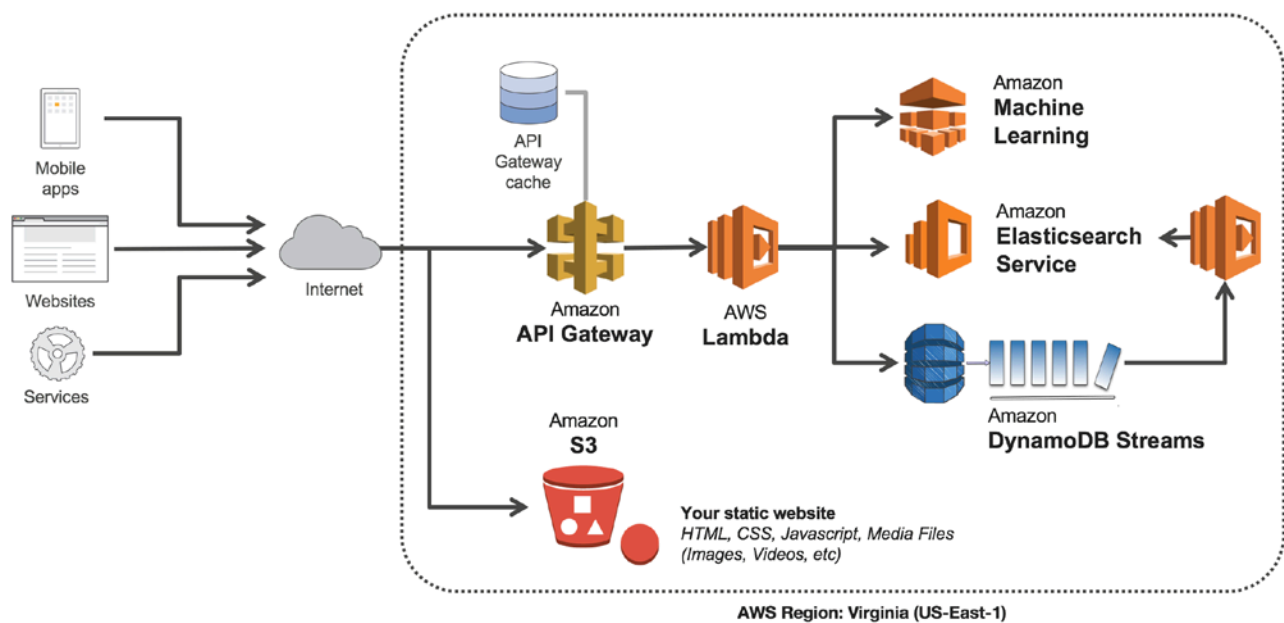 Mobile
apps
Websites
Services
Internet
API
Gateway
cache
Amazon
API Gateway
AWS
Lambda
Amazon
Machine
Learning
Amazon
Elasticsearch
Service
Amazon
DynamoDB Streams
Amazon
S3
Your static website
HTML, CSS, Javascript, Media Files
(Images, Videos, etc)
AWS Region: Virginia (US-East-1)